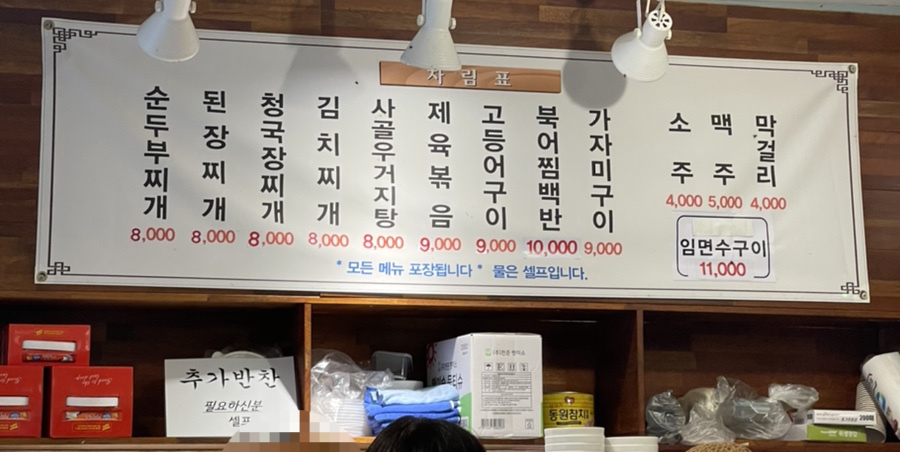 차림표
순두부찌개 8,000
된장찌개 8,000
청국장찌개 8,000
김치찌개 8,000
사골우거지탕 8,000
제육볶음 9,000
고등어구이 9,000
북어찜백반 10,000
가자미구이 9,000
소주 4,000
맥주 5,000
막걸리 4,000
임면수구이
11,000
* 모든 메뉴 포장됩니다 * 물은 셀프입니다.
추가반찬
필요하신분
셀프
동원참치